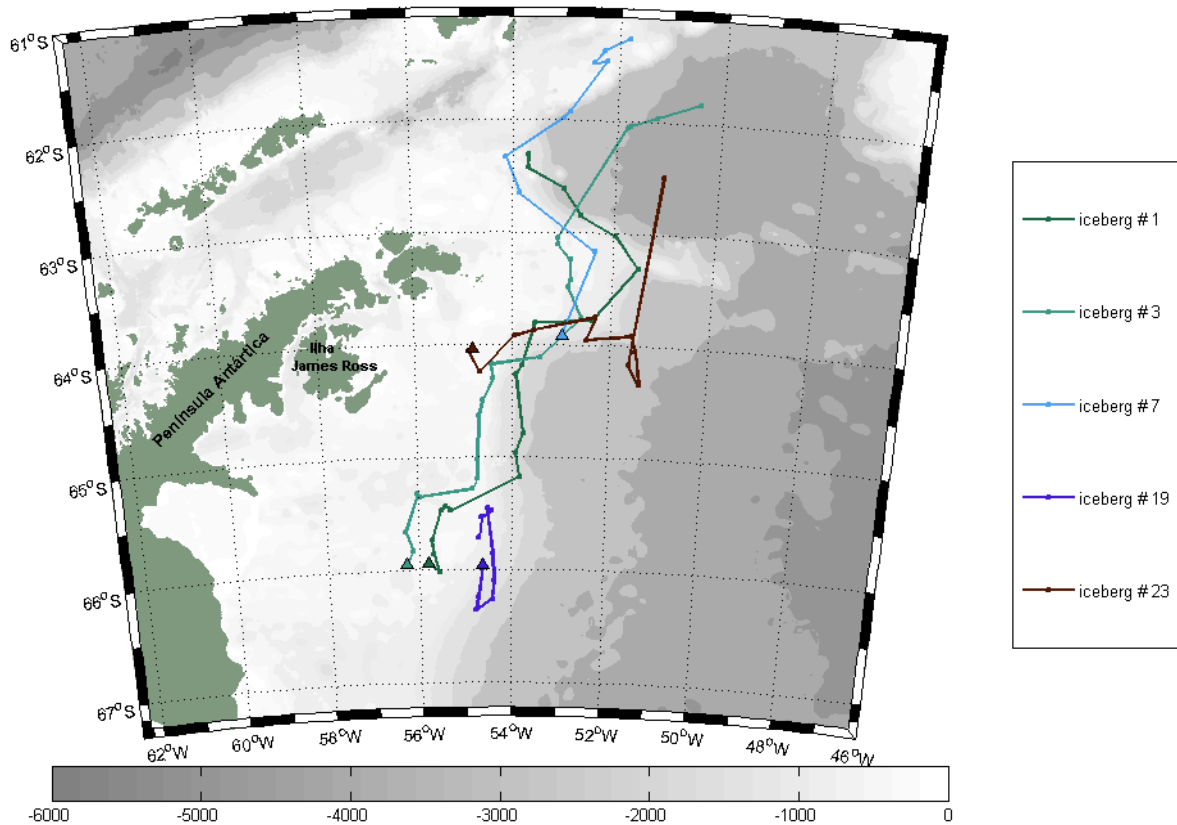 61°S
62°S
63°S
64°S
65°S
66°S
67°S
Ilha
James Ross
Península Antártica
62°W
60°W
58°W
56°W
54°W
52°W
50°W
48°W
46°W
-6000
-5000
-4000
-3000
-2000
-1000
0
iceberg # 1
iceberg # 3
iceberg # 7
iceberg # 19
iceberg # 23